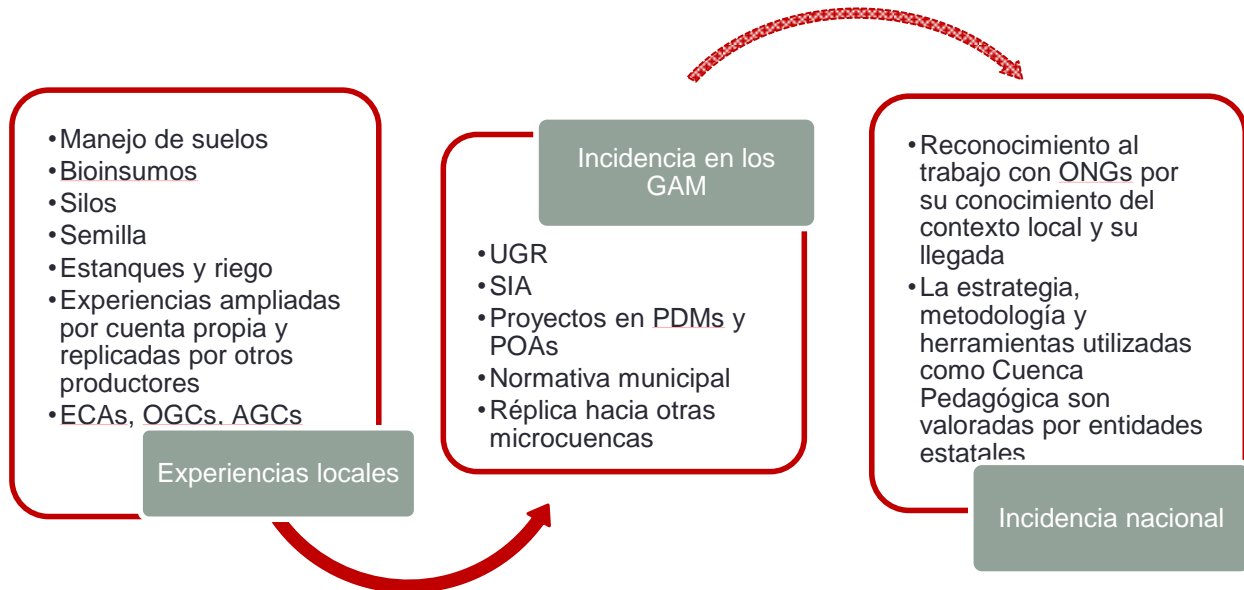 •Manejo de suelos
•Bioinsumos
•Silos
•Semilla
•Estanques y riego
•Experiencias ampliadas
por cuenta propia y
replicadas por otros
productores
•ECAs, OGCs, AGCs
Experiencias locales
Incidencia en los
GAM
•UGR
•SIA
•Proyectos en PDMs y
POAs
•Normativa municipal
•Réplica hacia otras
microcuencas
•Reconocimiento al
trabajo con ONGs por
su conocimiento del
contexto local y su
llegada
•La estrategia,
metodología y
herramientas utilizadas
como Cuenca
Pedagógica son
valoradas por entidades
estatales
Incidencia nacional